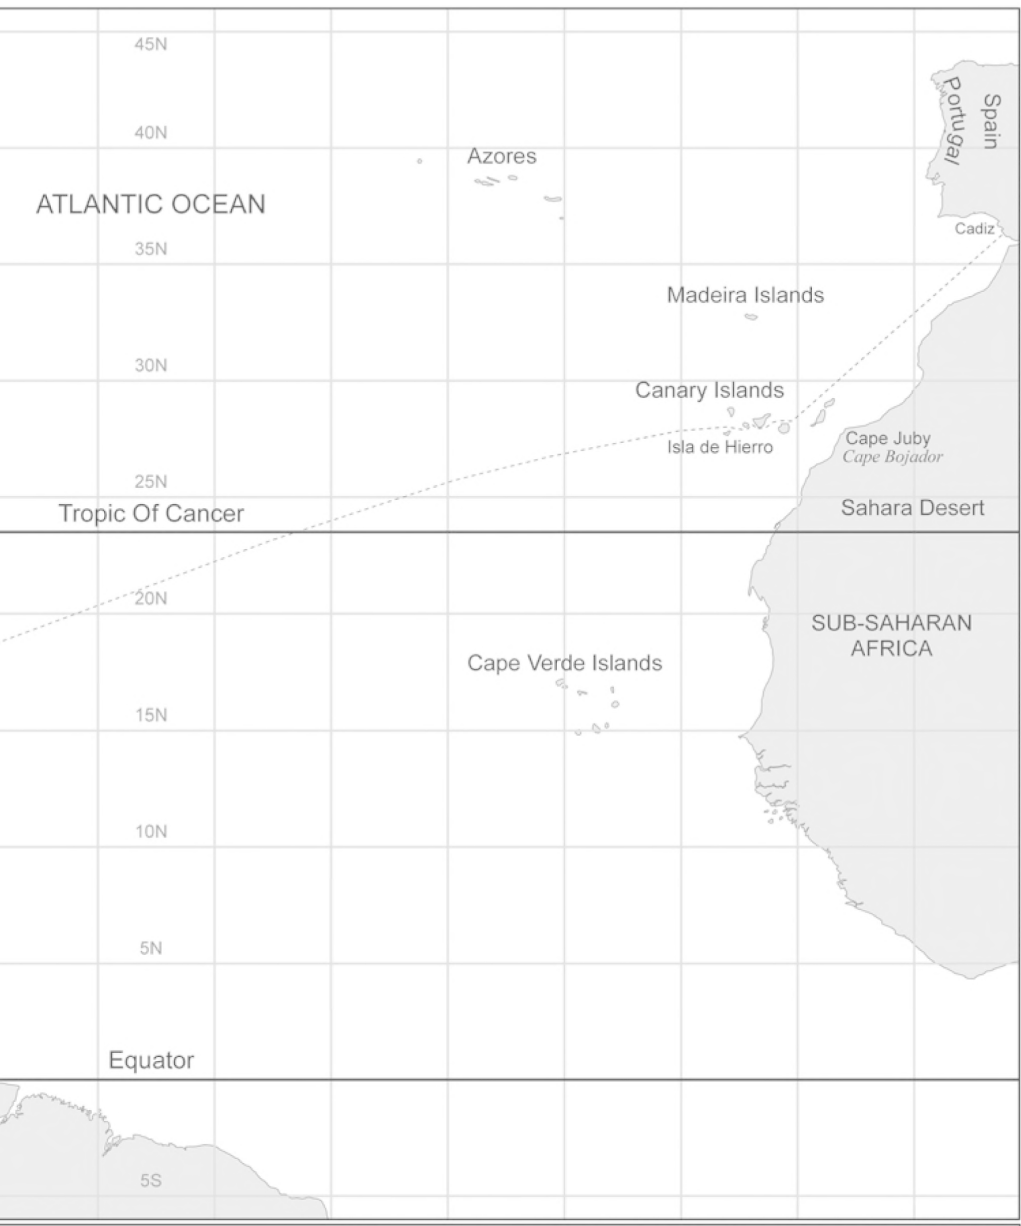 45N
Portugal
Spain
40N
Azores
ATLANTIC OCEAN
Cadiz
35N
Madeira Islands
30N
Canary Islands
Cape Juby
Isla de Hierro
Cape Bojador
25N
Sahara Desert
Tropic Of Cancer
20N
SUB-SAHARAN
AFRICA
Cape Verde Islands
15N
10N
5N
Equator
5S